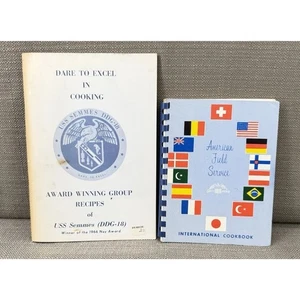 DARE TO EXCEL
IN
COOKING
USS SEMMES DDG-18
AWARD WINNING GROUP
RECIPES
of
USS Semmes (DDG-18)
Winner of the 1966 Ney Award
American
Field
Service
INTERNATIONAL COOKBOOK